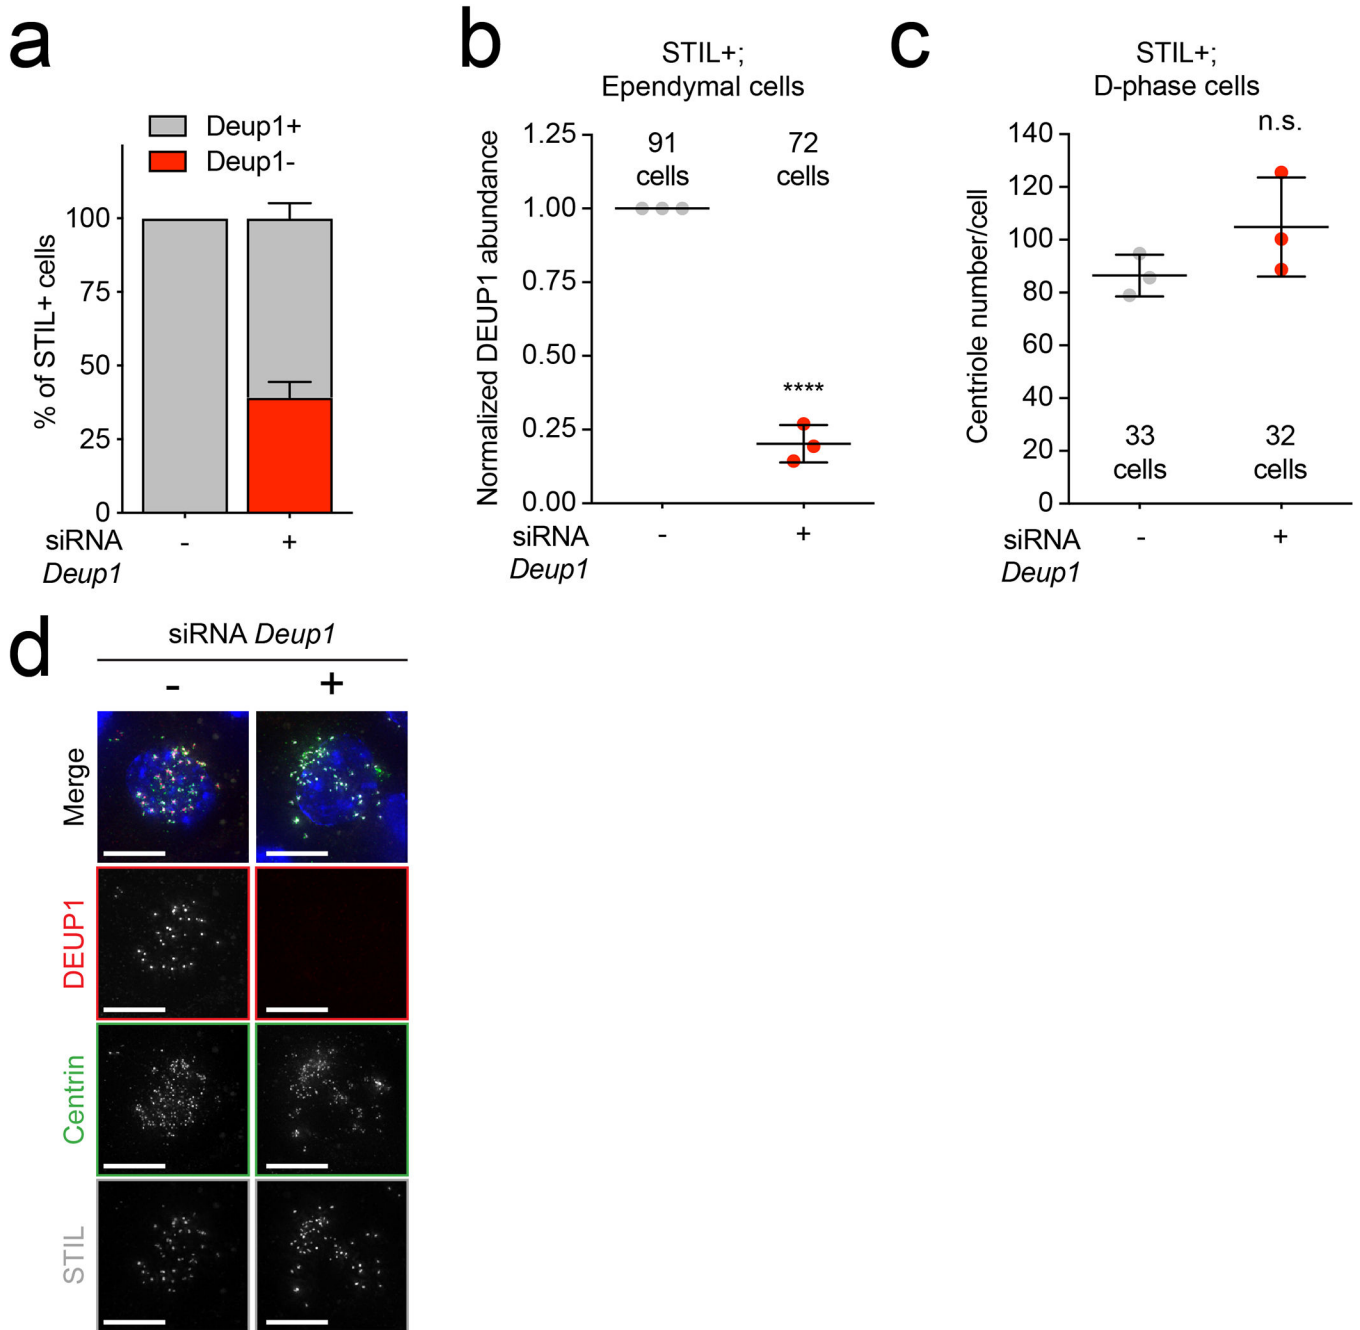 a
Deup1+
Deup1-
% of STIL+ cells
100
75
50
25
0
siRNA
Deup1
- +
b
STIL+;
Ependymal cells
Normalized DEUP1 abundance
1.25
1.00
0.75
0.50
0.25
0.00
91
cells
72
cells
****
siRNA
Deup1
- +
c
STIL+;
D-phase cells
n.s.
Centriole number/cell
140
120
100
80
60
40
20
0
33
cells
32
cells
siRNA
Deup1
- +
d
siRNA Deup1
- +
Merge
DEUP1
Centrin
STIL